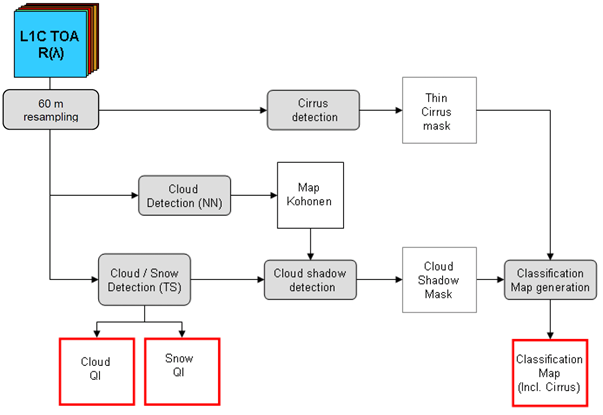 L1C TOA
R(λ)
60 m
resampling
Cirrus
detection
Thin
Cirrus
mask
Cloud
Detection (NN)
Map
Kohonen
Cloud / Snow
Detection (TS)
Cloud shadow
detection
Cloud
Shadow
Mask
Classification
Map generation
Cloud
QI
Snow
QI
Classification
Map
(Incl. Cirrus)